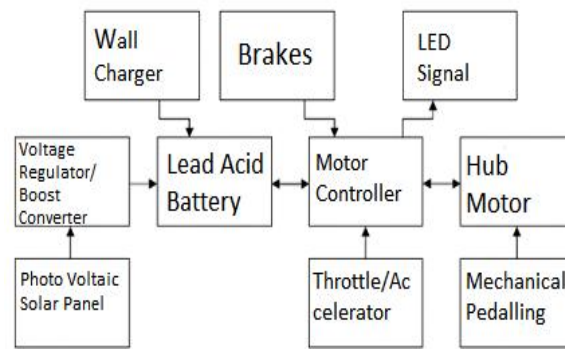 Wall
Charger
Brakes
LED
Signal
Voltage
Regulator/
Boost
Converter
Lead Acid
Battery
Motor
Controller
Hub
Motor
Photo Voltaic
Solar Panel
Throttle/Ac
celerator
Mechanical
Pedalling